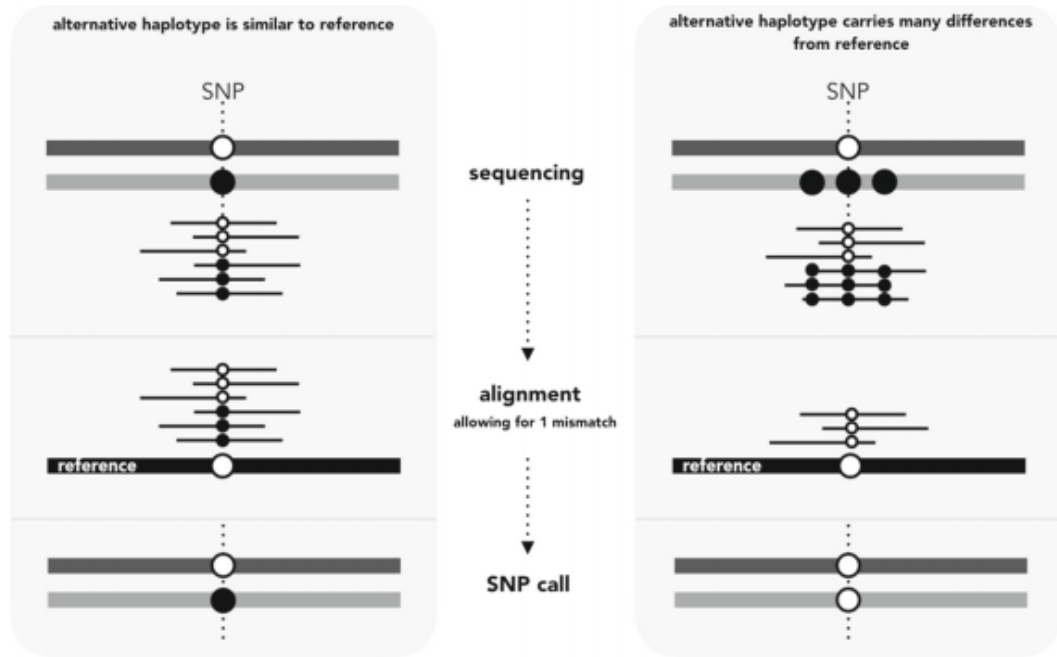 alternative haplotype is similar to reference
SNP
reference
sequencing
alignment
allowing for 1 mismatch
SNP call
alternative haplotype carries many differences
from reference
SNP
reference